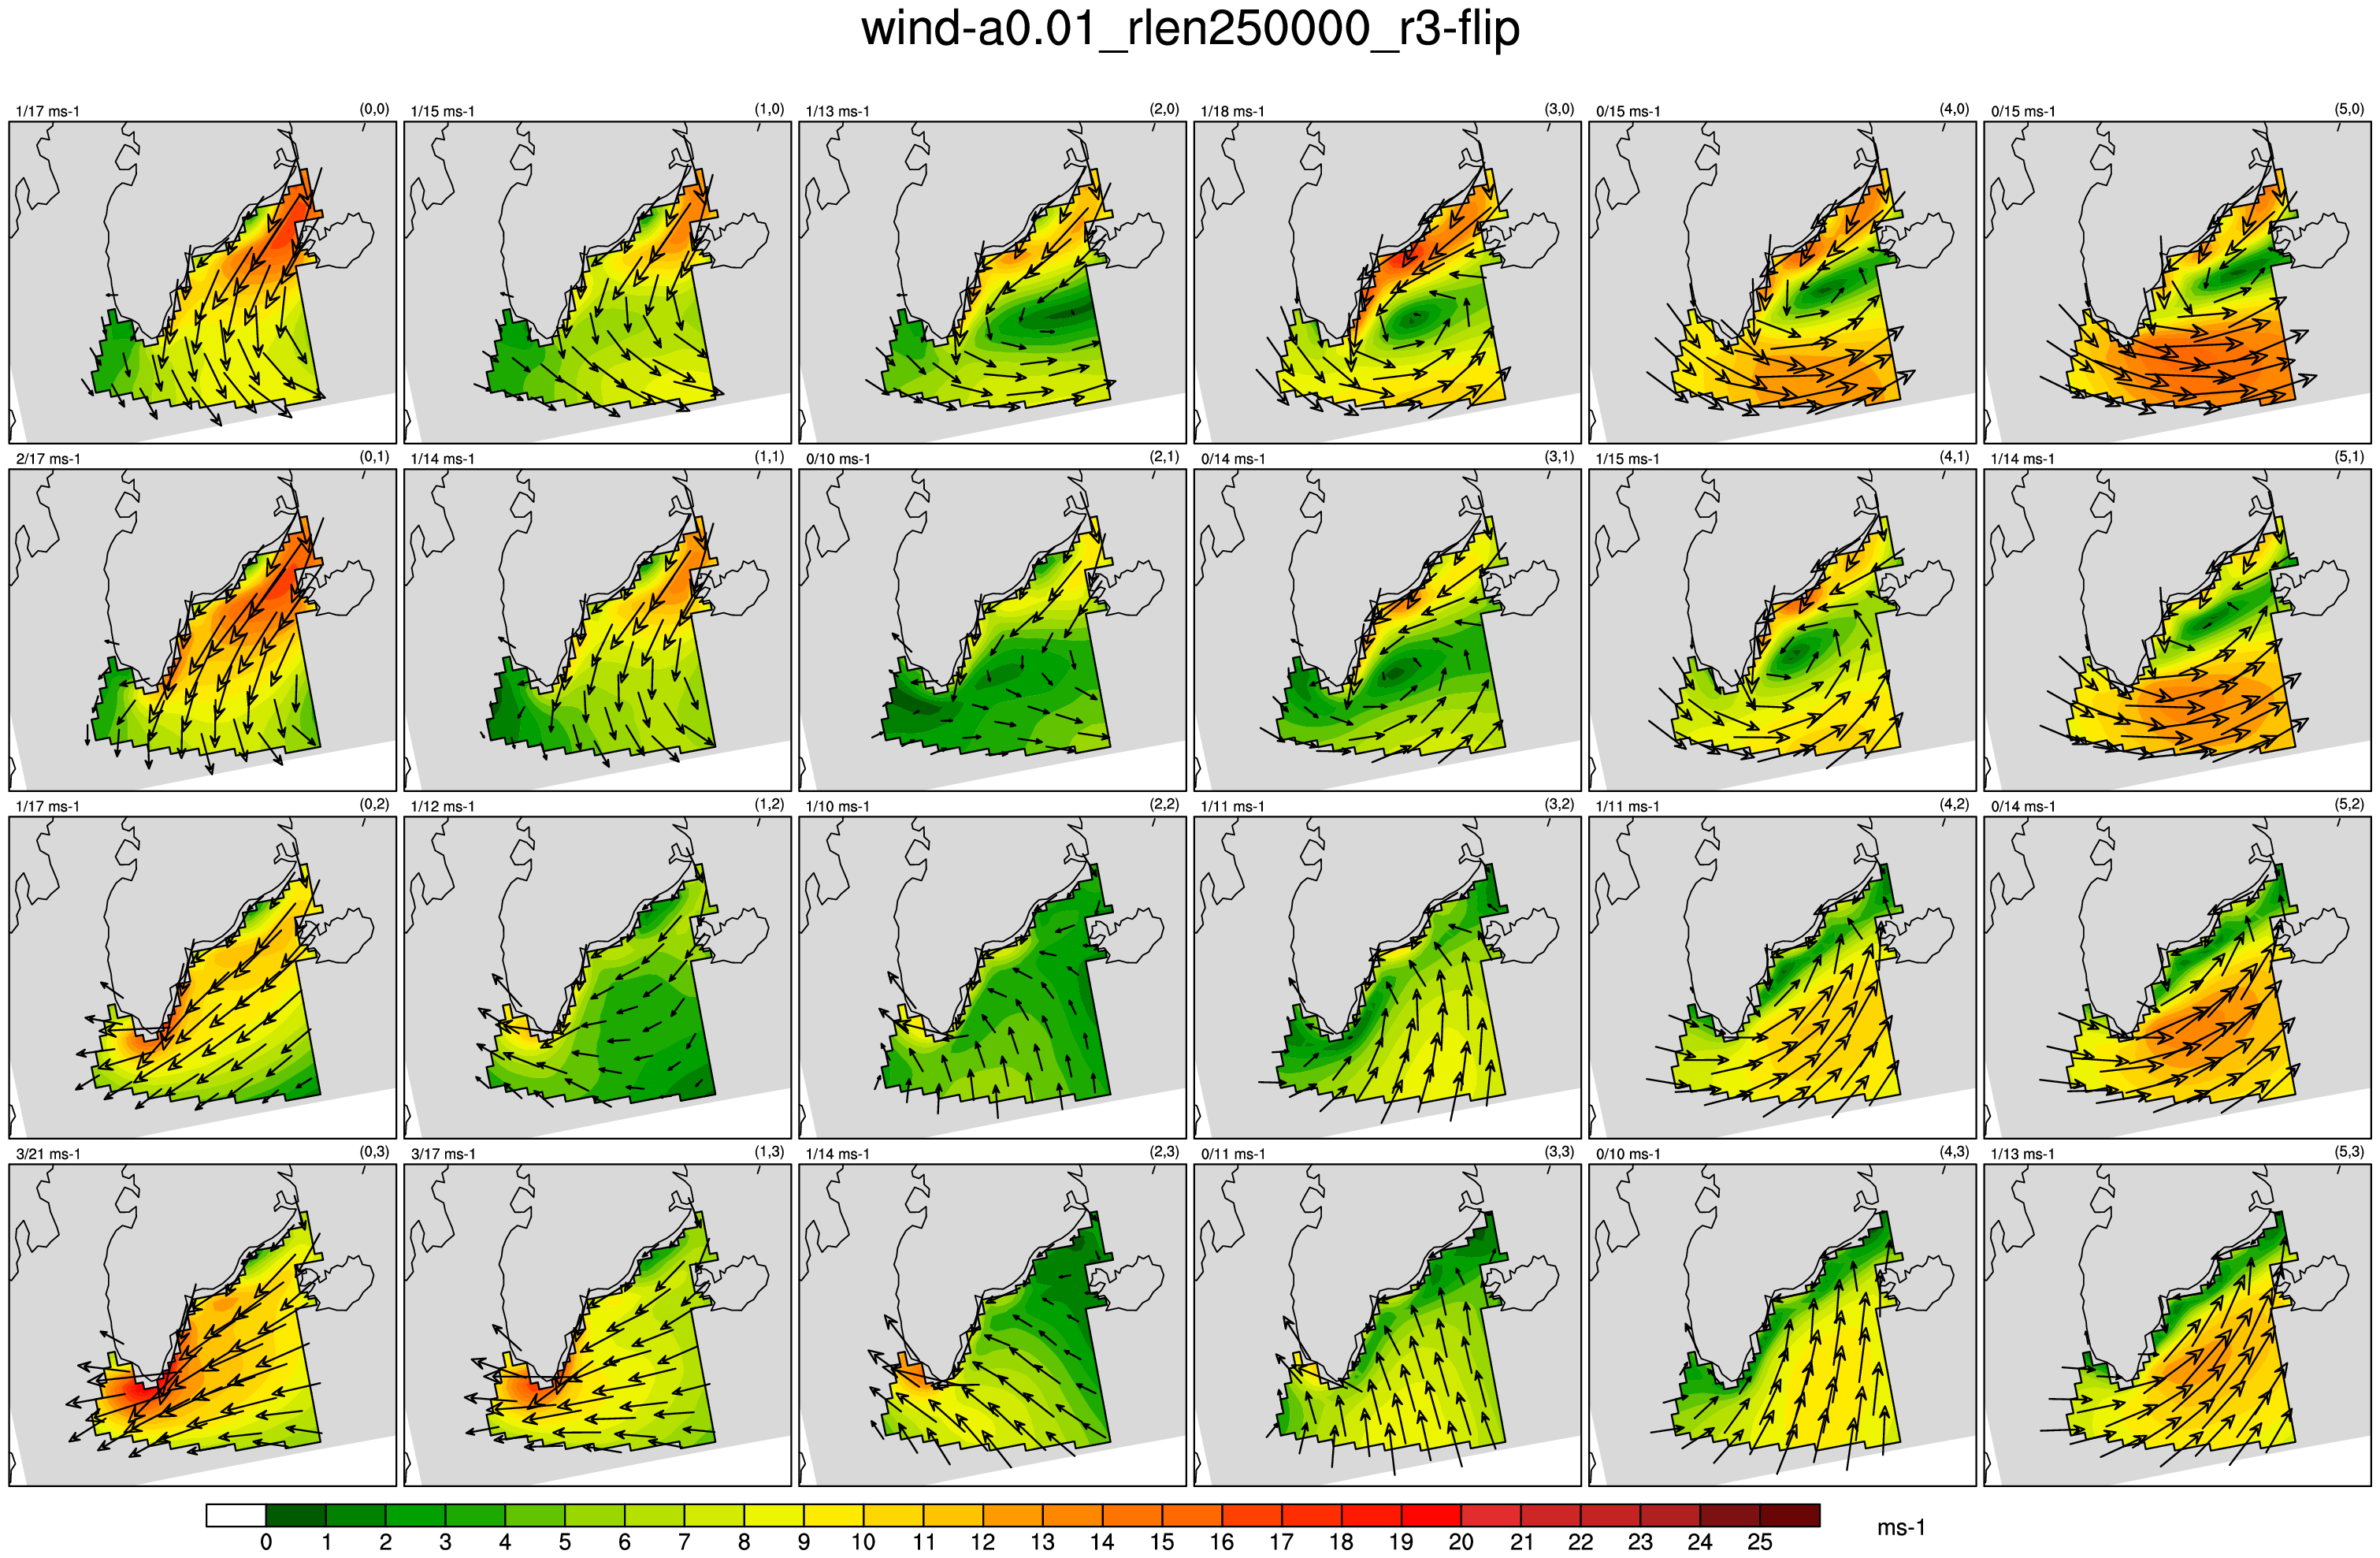 wind-a0.01_rlen250000_r3-flip
1/17 ms-1 (0,0) 1/15 ms-1 (1,0) 1/13 ms-1 (2,0) 1/18 ms-1 (3,0) 0/15 ms-1 (4,0) 0/15 ms-1 (5,0)
2/17 ms-1 (0,1) 1/14 ms-1 (1,1) 0/10 ms-1 (2,1) 0/14 ms-1 (3,1) 1/15 ms-1 (4,1) 1/14 ms-1 (5,1)
1/17 ms-1 (0,2) 1/12 ms-1 (1,2) 1/10 ms-1 (2,2) 1/11 ms-1 (3,2) 1/11 ms-1 (4,2) 0/14 ms-1 (5,2)
3/21 ms-1 (0,3) 3/17 ms-1 (1,3) 1/14 ms-1 (2,3) 0/11 ms-1 (3,3) 0/10 ms-1 (4,3) 1/13 ms-1 (5,3)
0 1 2 3 4 5 6 7 8 9 10 11 12 13 14 15 16 17 18 19 20 21 22 23 24 25 ms-1